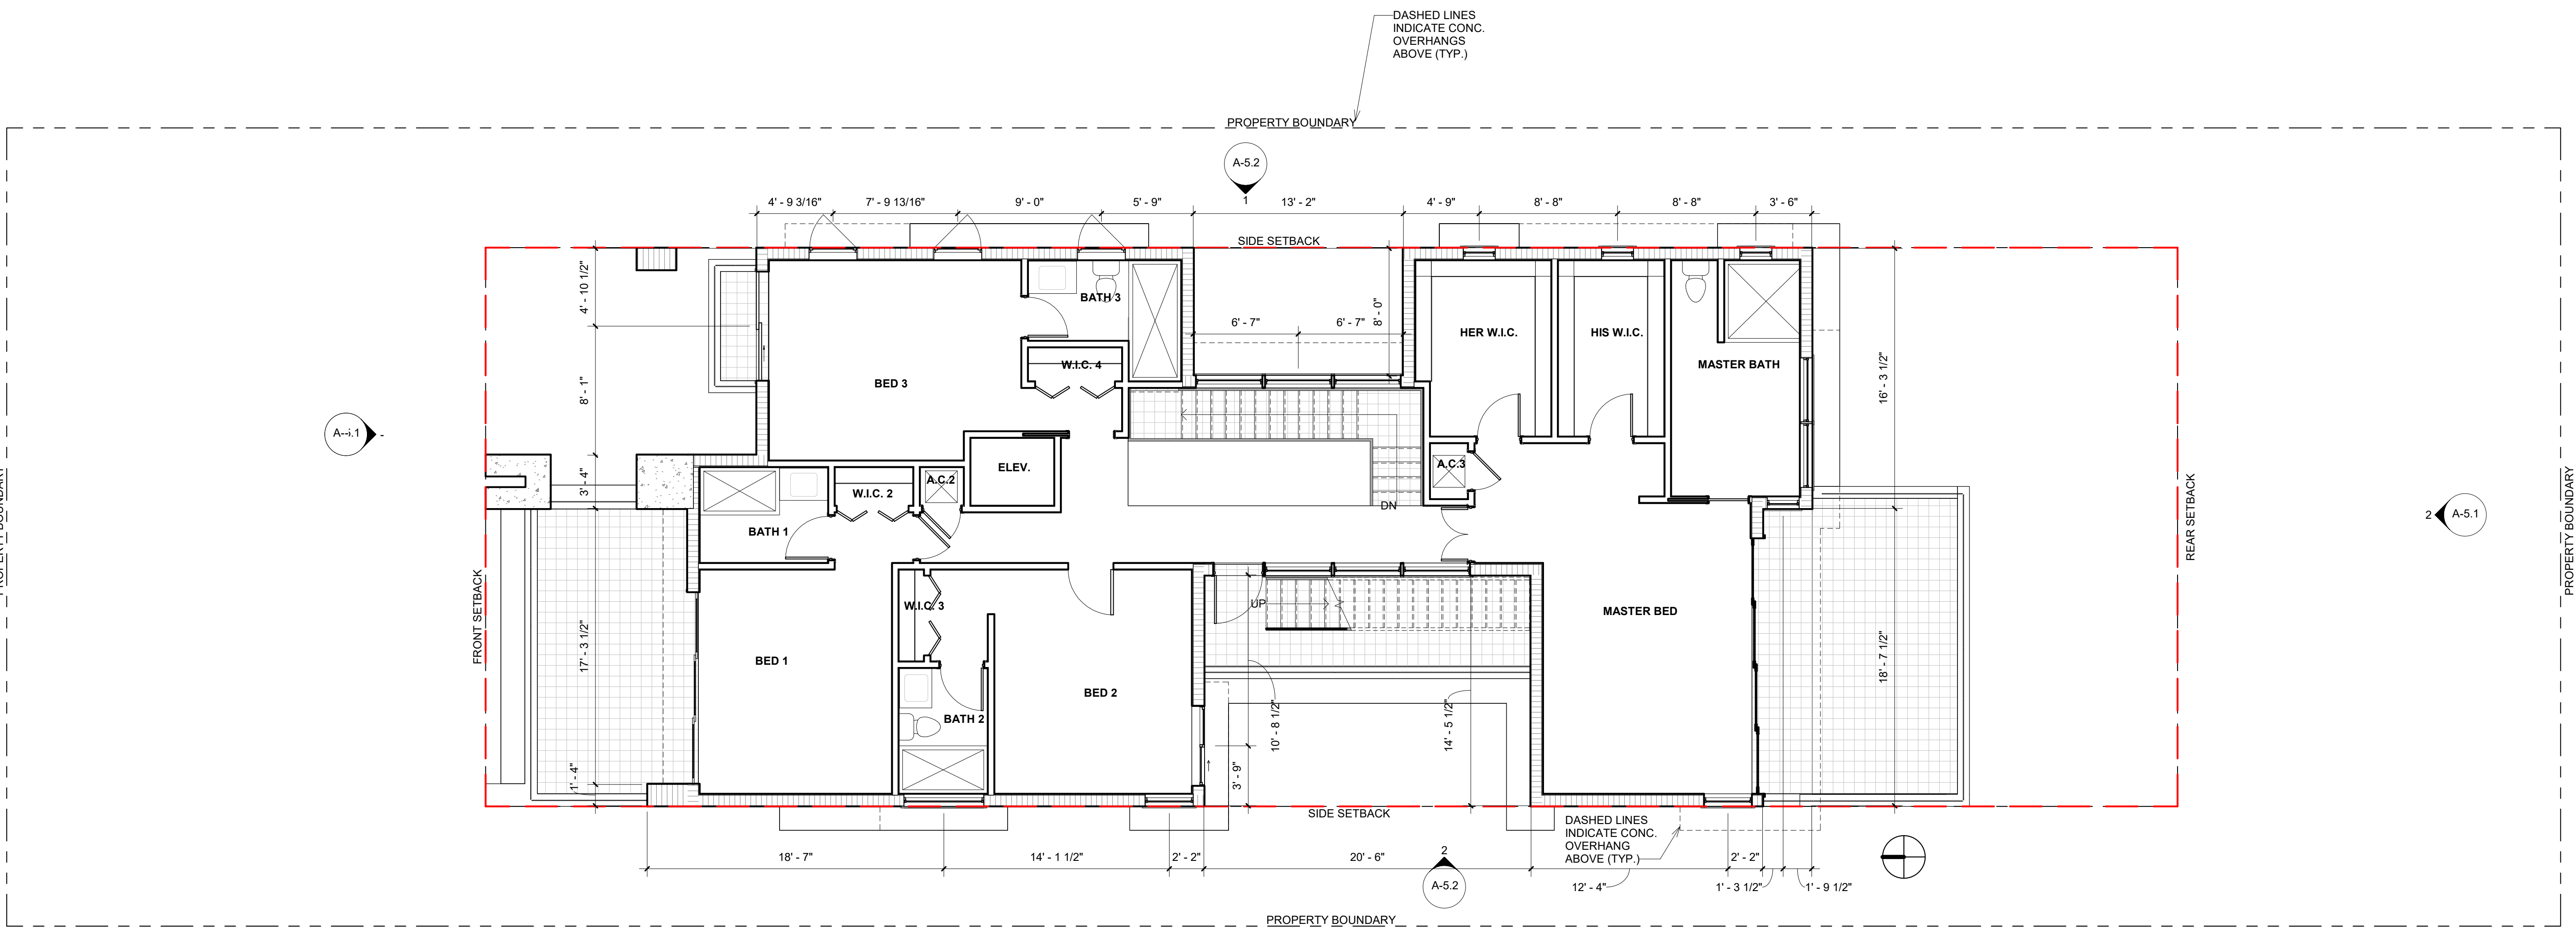 DASHED LINES
INDICATE CONC.
OVERHANGS
ABOVE (TYP.)
PROPERTY BOUNDARY
A-5.2
1
4' - 9 3/16"
7' - 9 13/16"
9' - 0"
5' - 9"
13' - 2"
4' - 9"
8' - 8"
8' - 8"
3' - 6"
SIDE SETBACK
4' - 10 1/2"
8' - 1"
3' - 4"
17' - 3 1/2"
1' - 4"
BATH 3
W.I.C. 4
BED 3
6' - 7"
6' - 7"
8' - 0"
HER W.I.C.
HIS W.I.C.
MASTER BATH
16' - 3 1/2"
-
ELEV.
A.C.2
A.C.3
W.I.C. 2
BATH 1
DN
2
A-5.1
REAR SETBACK
PROPERTY BOUNDARY
FRONT SETBACK
W.I.C. 3
UP
BED 1
BED 2
BATH 2
MASTER BED
18' - 7 1/2"
10' - 8 1/2"
14' - 5 1/2"
3' - 9"
SIDE SETBACK
DASHED LINES
INDICATE CONC.
OVERHANG
ABOVE (TYP.)
18' - 7"
14' - 1 1/2"
2' - 2"
20' - 6"
2
A-5.2
12' - 4"
2' - 2"
1' - 3 1/2"
1' - 9 1/2"
PROPERTY BOUNDARY